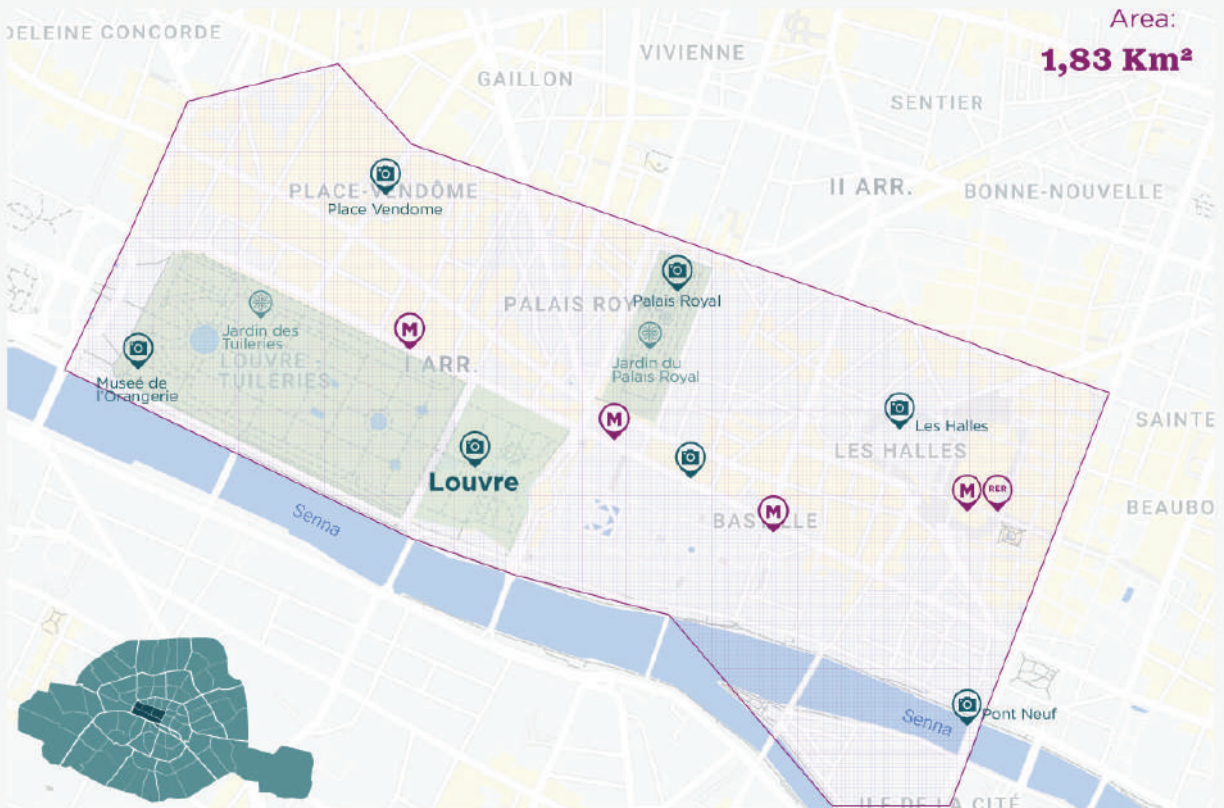 Area:
1,83 Km²
DELEINE CONCORDE
VIVIENNE
GAILLON
SENTIER
II ARR.
BONNE-NOUVELLE
PLACE-VENDÔME
Place Vendome
PALAIS ROY
Palais Royal
Jardin des
Tuileries
LOUVRE -
TUILERIES
I ARR.
M
Jardin du
Palais Royal
Museé de
l'Orangerie
M
Les Halles
LES HALLES
SAINTE
Louvre
M
RER
BEAUBO
BASTILLE
M
Senna
Senna
Pont Neuf
ILE DE LA CITÉ